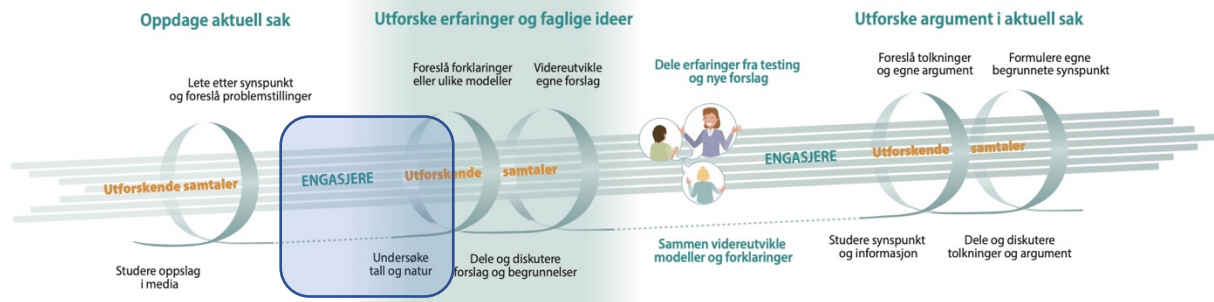 Oppdage aktuell sak
Utforske erfaringer og faglige ideer
Utforske argument i aktuell sak
Lete etter synspunkt
og foreslå problemstillinger
Foreslå forklaringer
eller ulike modeller
Videreutvikle
egne forslag
Dele erfaringer fra testing
og nye forslag
Foreslå tolkninger
og egne argument
Formulere egne
begrunnete synspunkt
Utforskende samtaler
ENGASJERE
Utforskende samtaler
ENGASJERE
Utforskende samtaler
Studere oppslag
i media
Undersøke
tall og natur
Dele og diskutere
forslag og begrunnelser
Sammen videreutvikle
modeller og forklaringer
Studere synspunkt
og informasjon
Dele og diskutere
tolkninger og argument